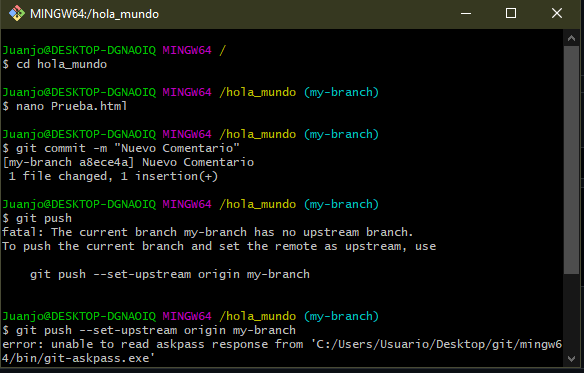 MINGW64:/hola_mundo
Juanjo@DESKTOP-DGNAOIQ MINGW64 /
$ cd hola_mundo
Juanjo@DESKTOP-DGNAOIQ MINGW64 /hola_mundo (my-branch)
$ nano Prueba.html
Juanjo@DESKTOP-DGNAOIQ MINGW64 /hola_mundo (my-branch)
$ git commit -m "Nuevo Comentario"
[my-branch a8ece4a] Nuevo Comentario
 1 file changed, 1 insertion(+)
Juanjo@DESKTOP-DGNAOIQ MINGW64 /hola_mundo (my-branch)
$ git push
fatal: The current branch my-branch has no upstream branch.
To push the current branch and set the remote as upstream, use
    git push --set-upstream origin my-branch
Juanjo@DESKTOP-DGNAOIQ MINGW64 /hola_mundo (my-branch)
$ git push --set-upstream origin my-branch
error: unable to read askpass response from 'C:/Users/Usuario/Desktop/git/mingw6
4/bin/git-askpass.exe'